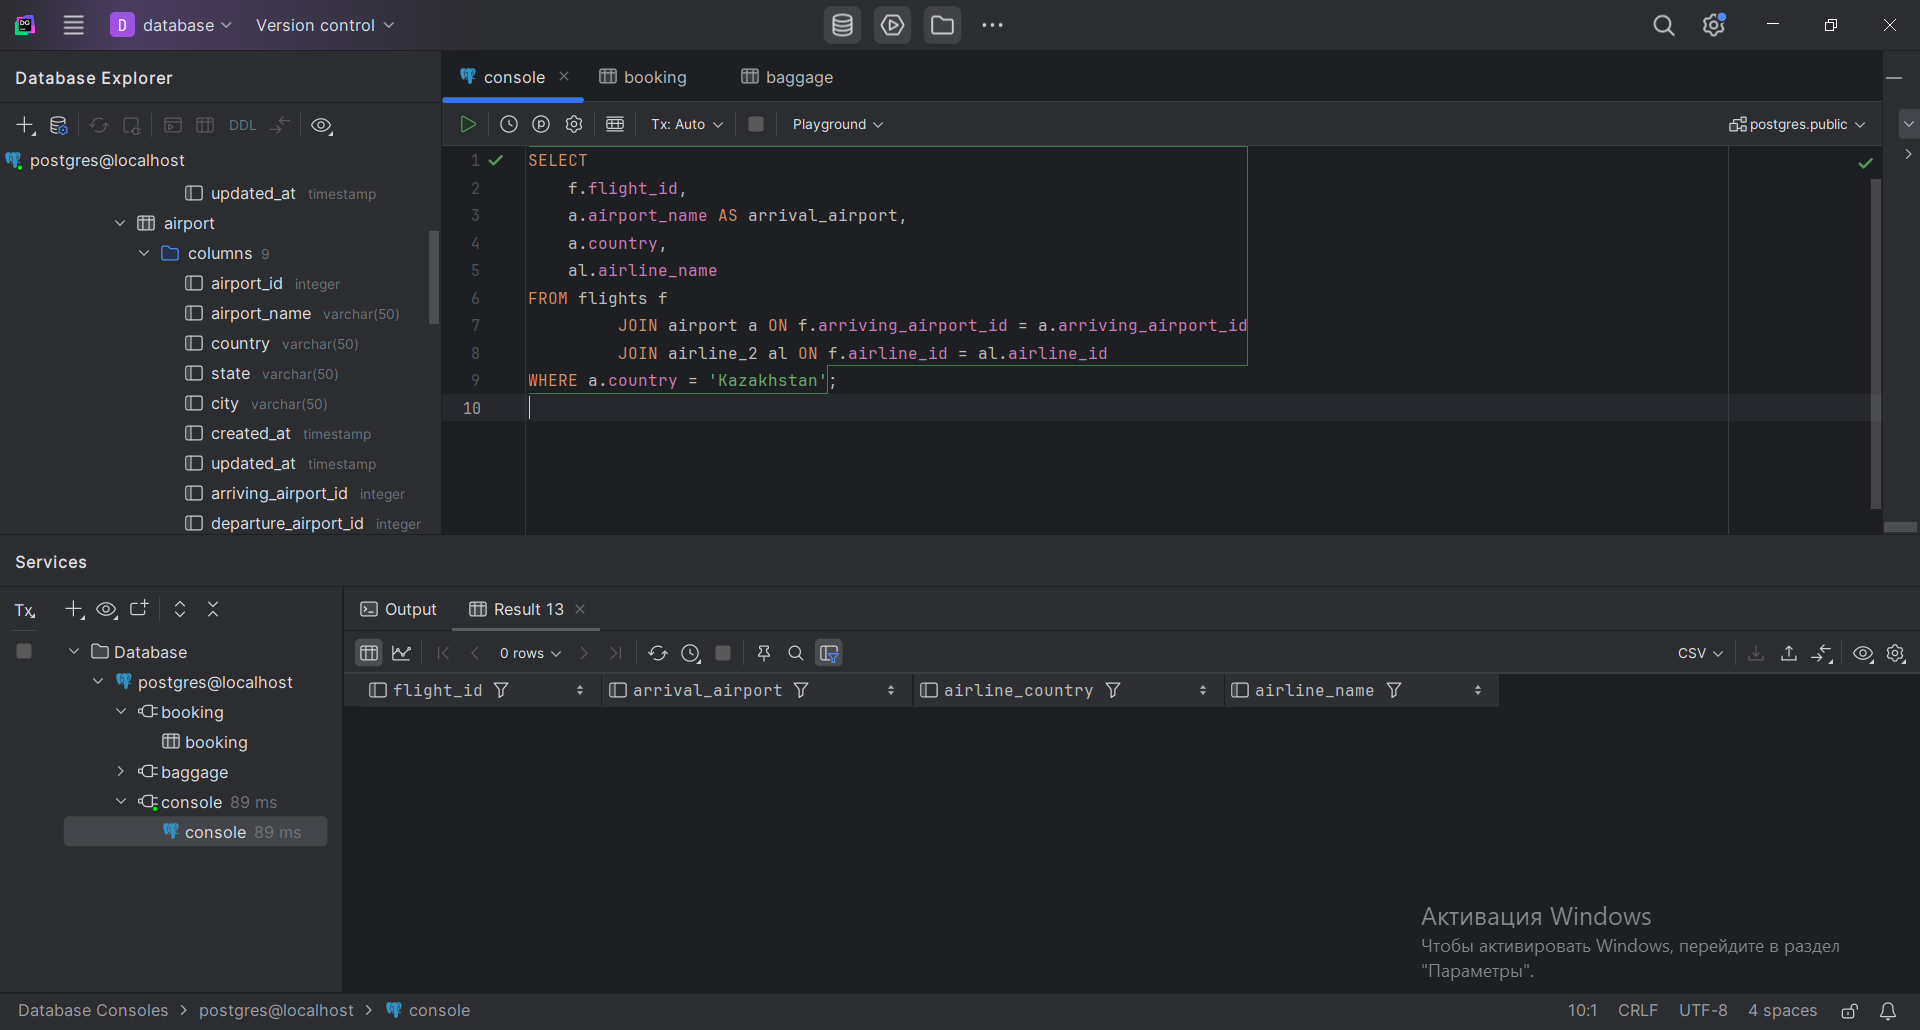 D database Version control
Database Explorer
console booking baggage
DDL
Tx: Auto Playground postgres.public
postgres@localhost
updated_at timestamp
airport
columns 9
airport_id integer
airport_name varchar(50)
country varchar(50)
state varchar(50)
city varchar(50)
created_at timestamp
updated_at timestamp
arriving_airport_id integer
departure_airport_id integer
1 SELECT
2 f.flight_id,
3 a.airport_name AS arrival_airport,
4 a.country,
5 al.airline_name
6 FROM flights f
7 JOIN airport a ON f.arriving_airport_id = a.arriving_airport_id
8 JOIN airline_2 al ON f.airline_id = al.airline_id
9 WHERE a.country = 'Kazakhstan';
10
Services
Tx
Database
postgres@localhost
booking
booking
baggage
console 89 ms
console 89 ms
Output Result 13
0 rows CSV
flight_id arrival_airport airline_country airline_name
Активация Windows
Чтобы активировать Windows, перейдите в раздел
"Параметры".
Database Consoles > postgres@localhost > console
10:1 CRLF UTF-8 4 spaces